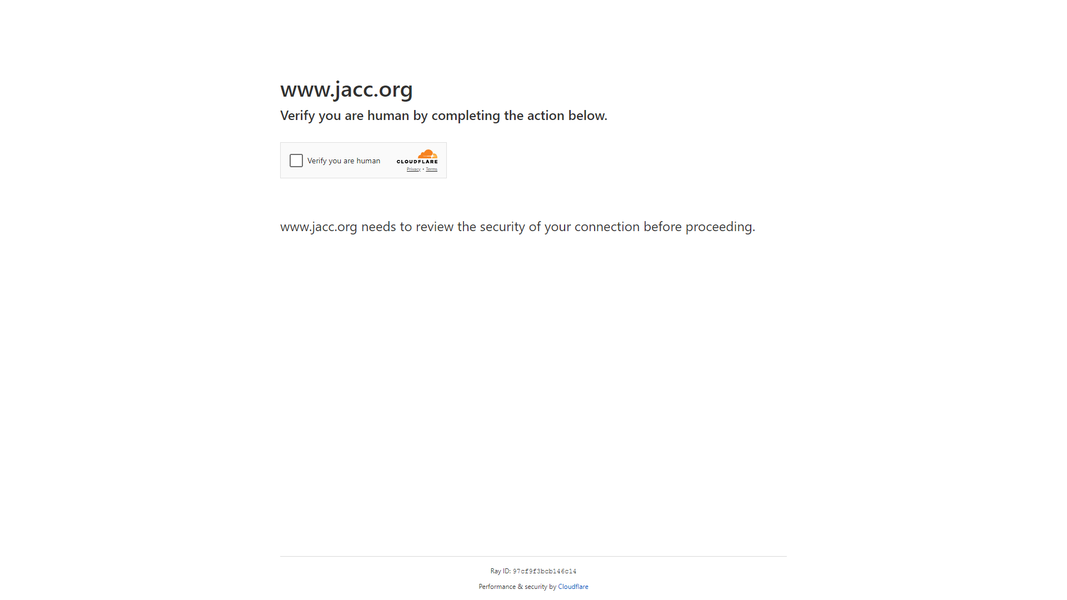 www.jacc.org
Verify you are human by completing the action below.
Verify you are human
CLOUDFLARE
Privacy • Terms
www.jacc.org needs to review the security of your connection before proceeding.
Ray ID: 97cf9f3bcb146c14
Performance & security by Cloudflare